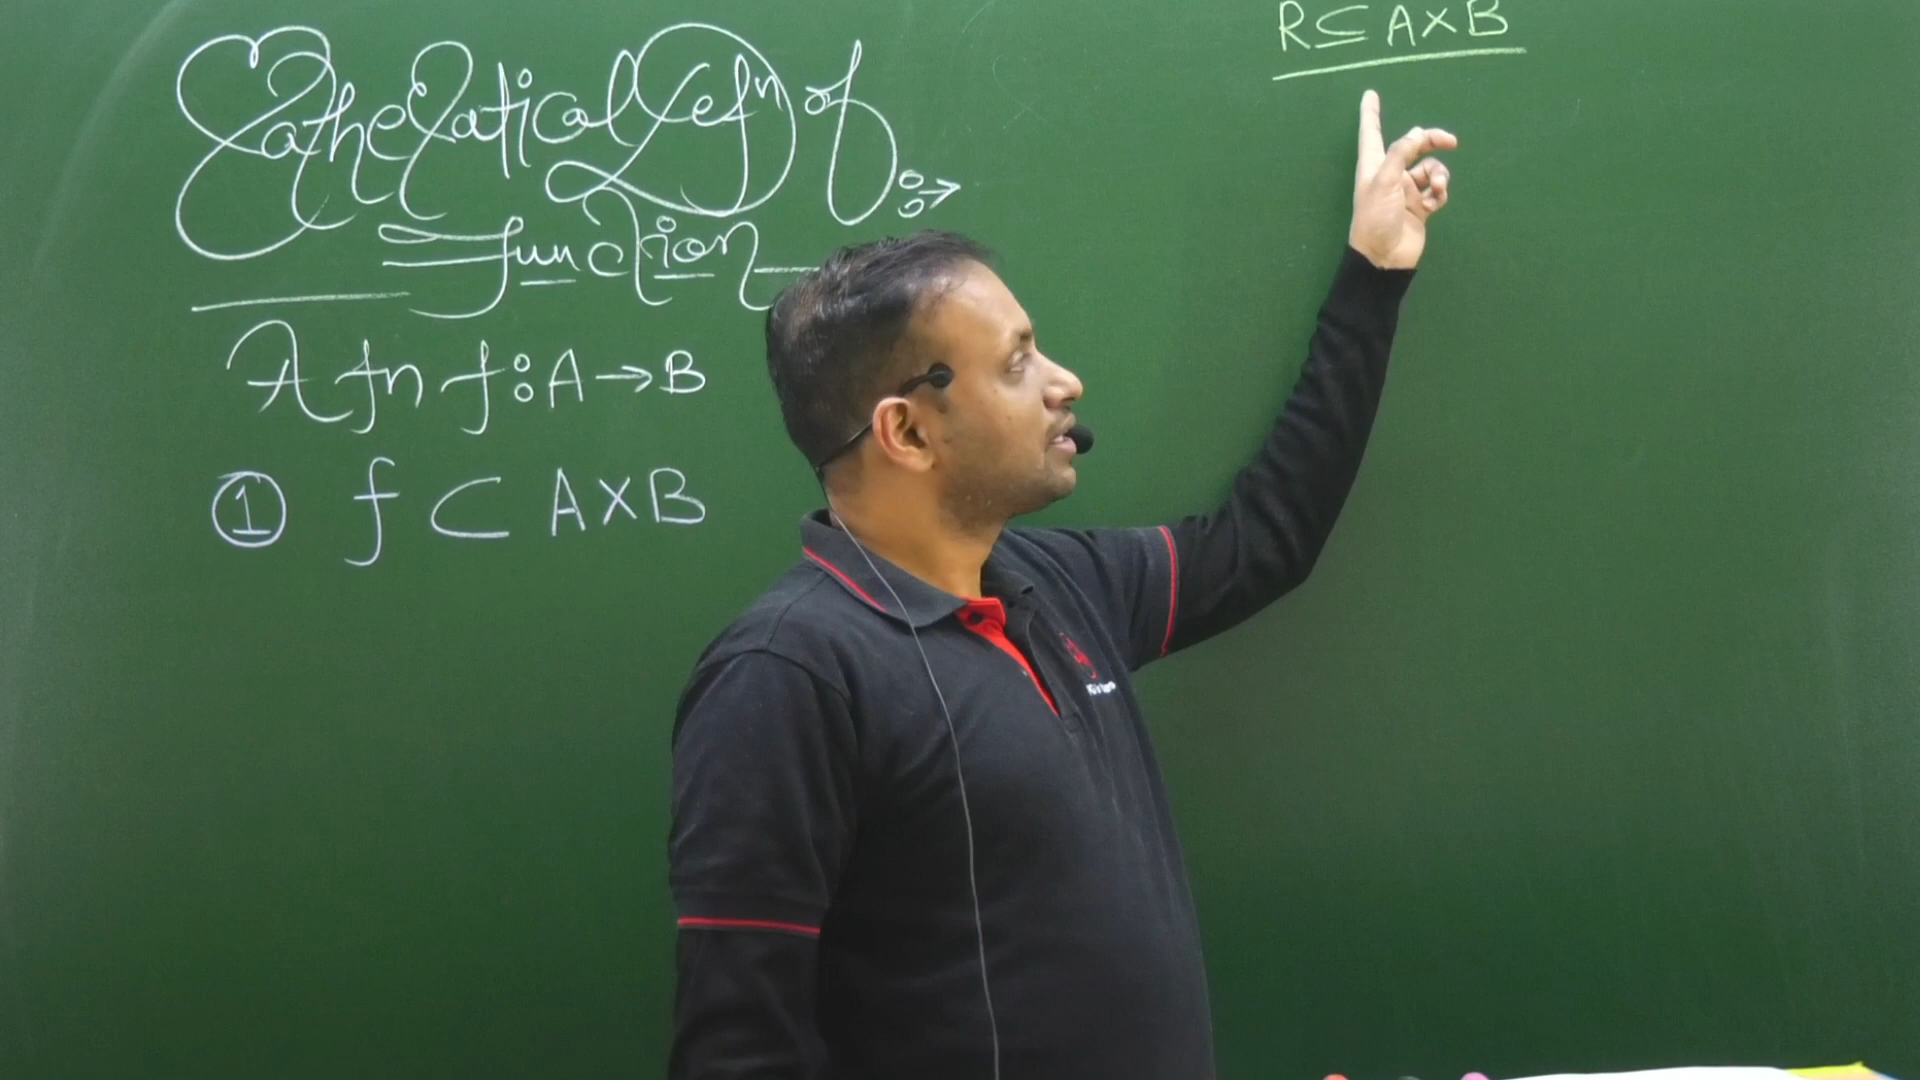 Mathematical Defⁿ of
function
:→
A fn f:A→B
① f ⊂ A×B
R⊆A×B